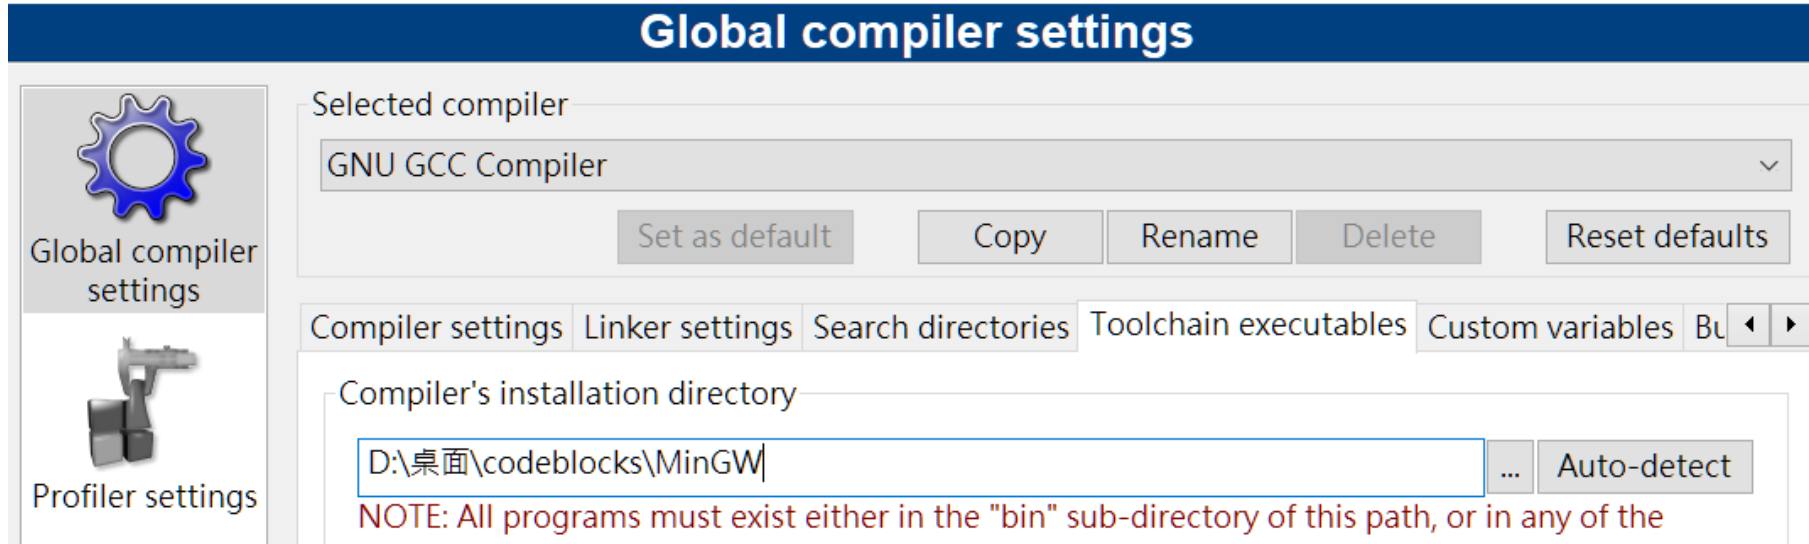 Global compiler settings
Global compiler
settings
Profiler settings
Selected compiler
GNU GCC Compiler
Set as default Copy Rename Delete Reset defaults
Compiler settings Linker settings Search directories Toolchain executables Custom variables
Compiler's installation directory
D:\桌面\codeblocks\MinGW
... Auto-detect
NOTE: All programs must exist either in the "bin" sub-directory of this path, or in any of the